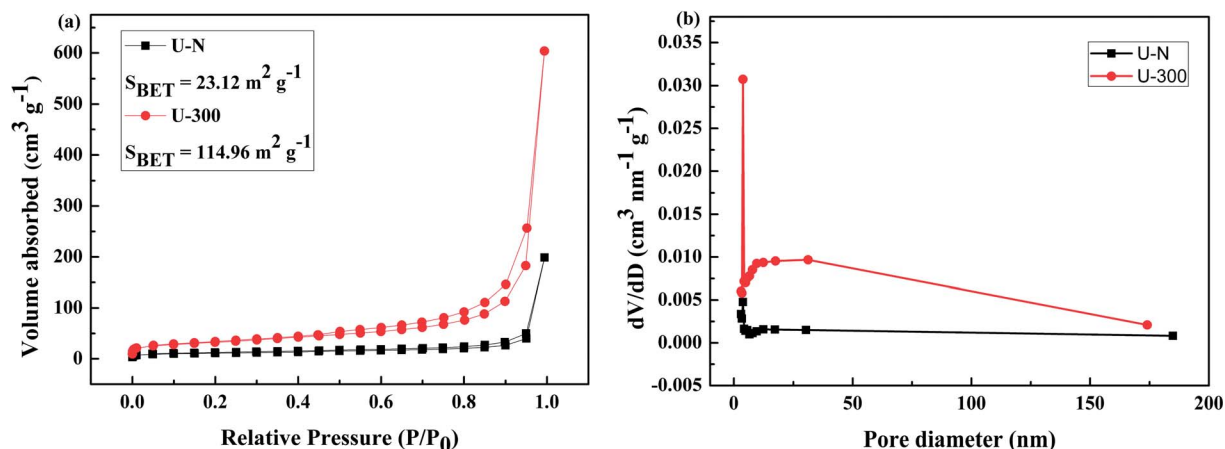 (a)
U-N
S_BET = 23.12 m² g⁻¹
U-300
S_BET = 114.96 m² g⁻¹
600
500
400
300
200
100
0
Volume absorbed (cm³ g⁻¹)
0.0 0.2 0.4 0.6 0.8 1.0
Relative Pressure (P/P₀)
(b)
U-N
U-300
0.035
0.030
0.025
0.020
0.015
0.010
0.005
0.000
-0.005
dV/dD (cm³ nm⁻¹ g⁻¹)
0 50 100 150 200
Pore diameter (nm)